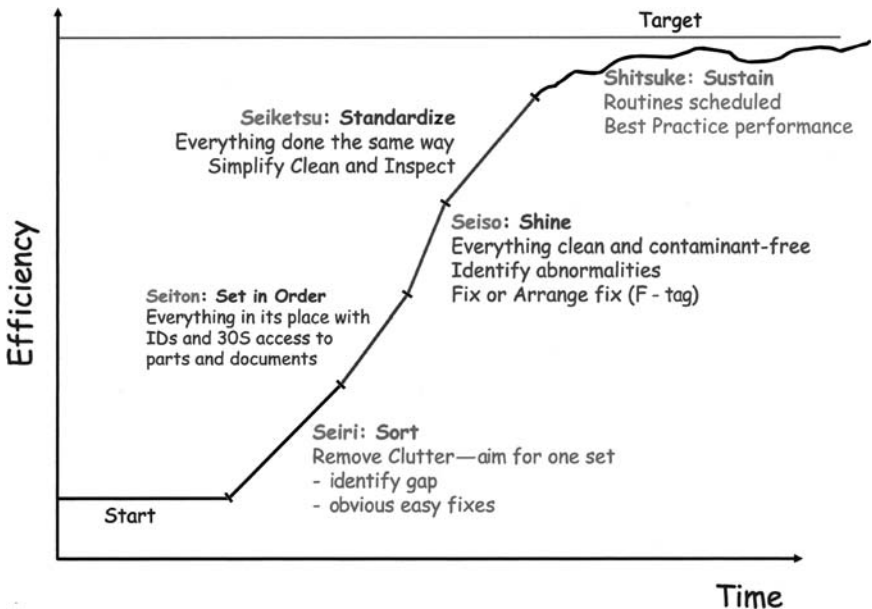 Target
Shitsuke: Sustain
Routines scheduled
Best Practice performance
Seiketsu: Standardize
Everything done the same way
Simplify Clean and Inspect
Seiso: Shine
Everything clean and contaminant-free
Identify abnormalities
Fix or Arrange fix (F - tag)
Efficiency
Seiton: Set in Order
Everything in its place with
IDs and 30S access to
parts and documents
Seiri: Sort
Remove Clutter—aim for one set
- identify gap
- obvious easy fixes
Start
Time